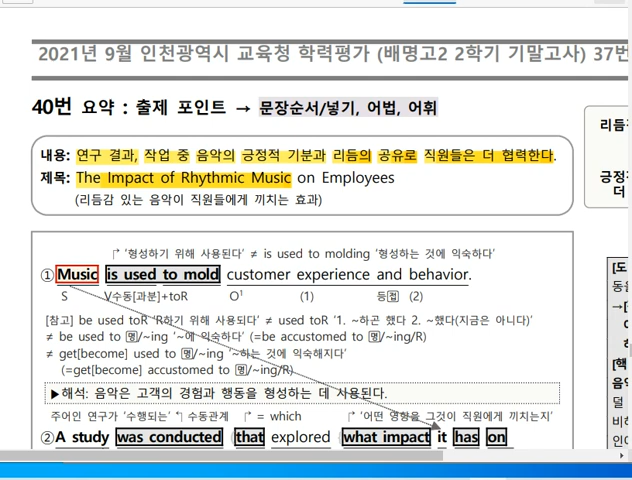 2021년 9월 인천광역시 교육청 학력평가 (배명고2 2학기 기말고사) 37번
40번 요약 : 출제 포인트 → 문장순서/넣기, 어법, 어휘
리듬
내용: 연구 결과, 작업 중 음악의 긍정적 기분과 리듬의 공유로 직원들은 더 협력한다.
제목: The Impact of Rhythmic Music on Employees
(리듬감 있는 음악이 직원들에게 끼치는 효과)
긍정적
더
┌→ '형성하기 위해 사용된다' ≠ is used to molding '형성하는 것에 익숙하다'
① Music is used to mold customer experience and behavior.
S V수동[과분]+toR O¹ (1) 등접 (2)
[참고] be used toR 'R하기 위해 사용되다' ≠ used toR '1. ~하곤 했다 2. ~했다(지금은 아니다)'
≠ be used to 명/~ing '~에 익숙하다' (=be accustomed to 명/~ing/R)
≠ get[become] used to 명/~ing '~하는 것에 익숙해지다'
(=get[become] accustomed to 명/~ing/R)
▶해석: 음악은 고객의 경험과 행동을 형성하는 데 사용된다.
주어인 연구가 '수행되는' ↰ 수동관계 ┌→ = which ┌→ '어떤 영향을 그것이 직원에게 끼치는지'
② A study was conducted (that explored (what impact it has on
[도
동을
→[
[핵
음악
덜
비하
인어